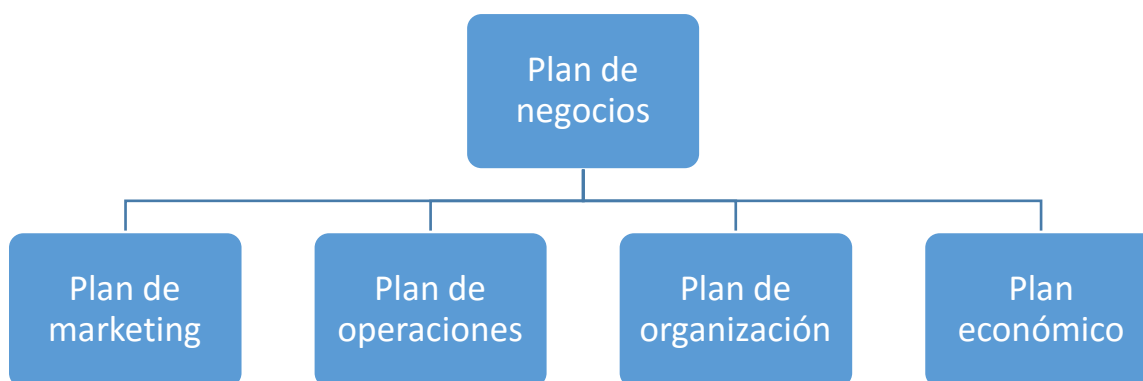 Plan de
negocios
Plan de
marketing
Plan de
operaciones
Plan de
organización
Plan
económico